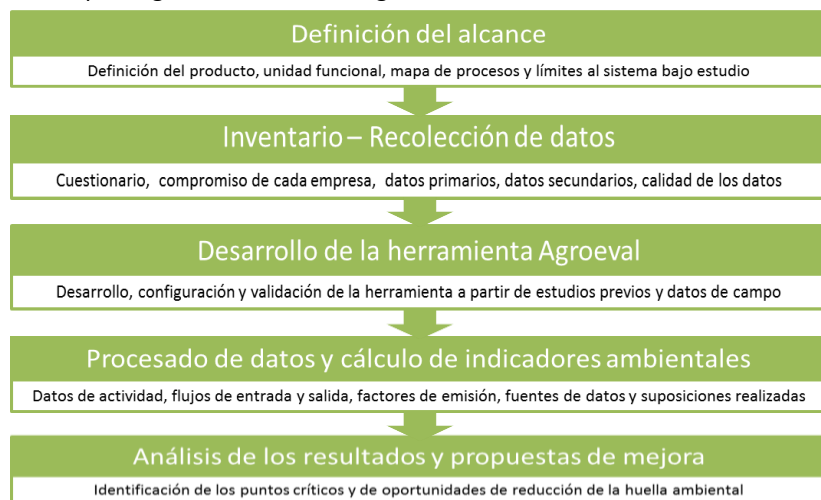 Definición del alcance
Definición del producto, unidad funcional, mapa de procesos y límites al sistema bajo estudio
Inventario – Recolección de datos
Cuestionario, compromiso de cada empresa, datos primarios, datos secundarios, calidad de los datos
Desarrollo de la herramienta Agroeval
Desarrollo, configuración y validación de la herramienta a partir de estudios previos y datos de campo
Procesado de datos y cálculo de indicadores ambientales
Datos de actividad, flujos de entrada y salida, factores de emisión, fuentes de datos y suposiciones realizadas
Análisis de los resultados y propuestas de mejora
Identificación de los puntos críticos y de oportunidades de reducción de la huella ambiental